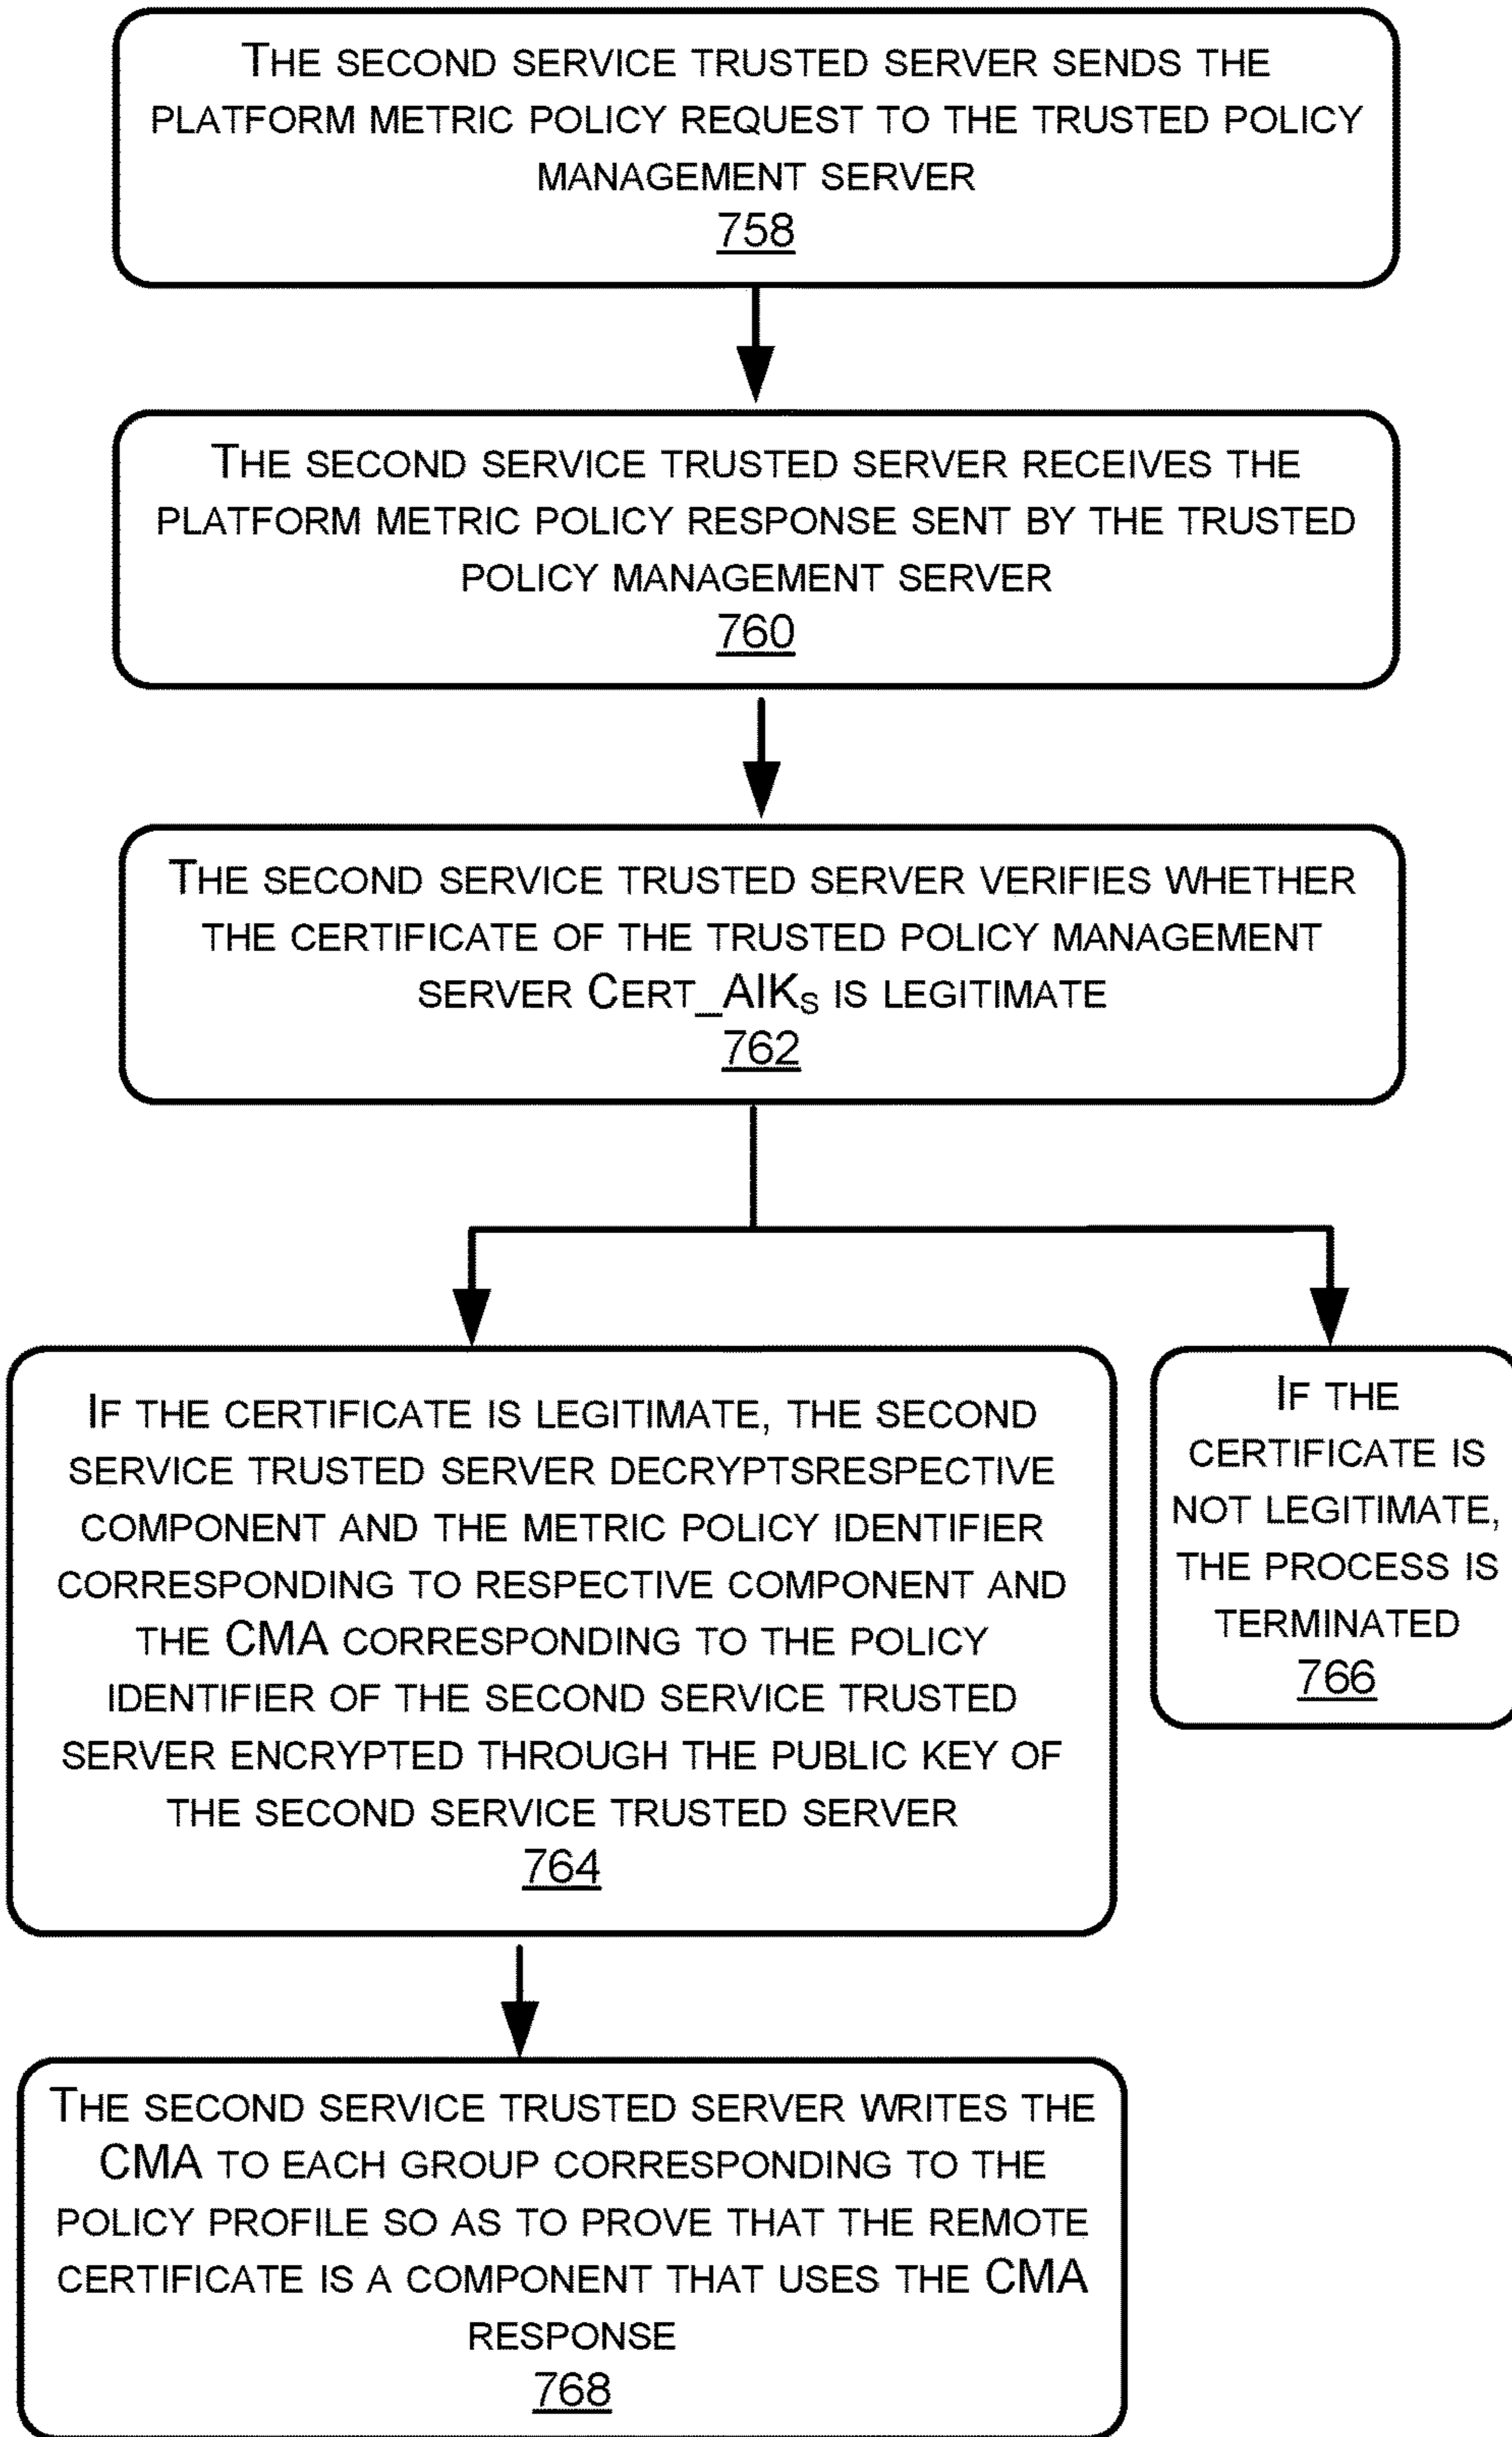 THE SECOND SERVICE TRUSTED SERVER SENDS THE
PLATFORM METRIC POLICY REQUEST TO THE TRUSTED POLICY
MANAGEMENT SERVER
758
THE SECOND SERVICE TRUSTED SERVER RECEIVES THE
PLATFORM METRIC POLICY RESPONSE SENT BY THE TRUSTED
POLICY MANAGEMENT SERVER
760
THE SECOND SERVICE TRUSTED SERVER VERIFIES WHETHER
THE CERTIFICATE OF THE TRUSTED POLICY MANAGEMENT
SERVER CERT_AIKS IS LEGITIMATE
762
IF THE CERTIFICATE IS LEGITIMATE, THE SECOND
SERVICE TRUSTED SERVER DECRYPTSRESPECTIVE
COMPONENT AND THE METRIC POLICY IDENTIFIER
CORRESPONDING TO RESPECTIVE COMPONENT AND
THE CMA CORRESPONDING TO THE POLICY
IDENTIFIER OF THE SECOND SERVICE TRUSTED
SERVER ENCRYPTED THROUGH THE PUBLIC KEY OF
THE SECOND SERVICE TRUSTED SERVER
764
IF THE
CERTIFICATE IS
NOT LEGITIMATE,
THE PROCESS IS
TERMINATED
766
THE SECOND SERVICE TRUSTED SERVER WRITES THE
CMA TO EACH GROUP CORRESPONDING TO THE
POLICY PROFILE SO AS TO PROVE THAT THE REMOTE
CERTIFICATE IS A COMPONENT THAT USES THE CMA
RESPONSE
768